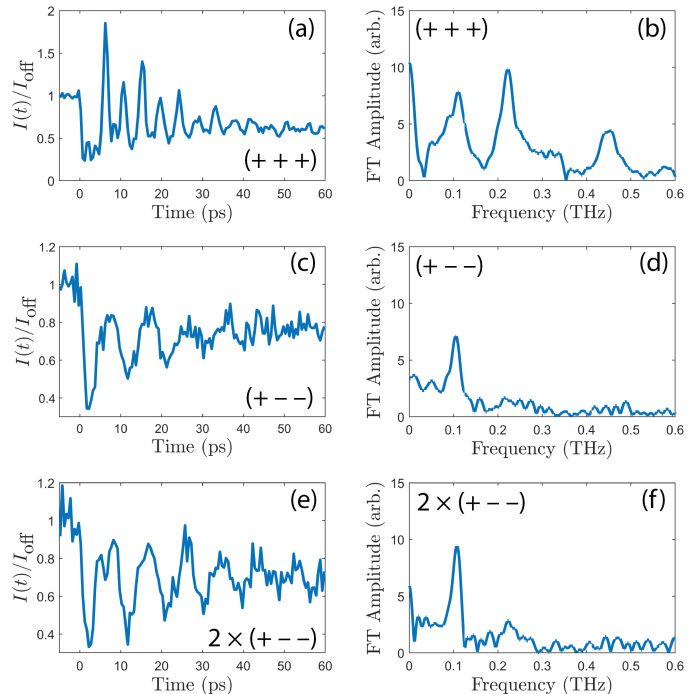 (a)
I(t)/I_off
2
1.5
1
0.5
0
(+ + +)
0 10 20 30 40 50 60
Time (ps)
(b)
(+ + +)
FT Amplitude (arb.)
15
10
5
0
0 0.1 0.2 0.3 0.4 0.5 0.6
Frequency (THz)
(c)
I(t)/I_off
1.2
1
0.8
0.6
0.4
(+ – –)
0 10 20 30 40 50 60
Time (ps)
(d)
(+ – –)
FT Amplitude (arb.)
15
10
5
0
0 0.1 0.2 0.3 0.4 0.5 0.6
Frequency (THz)
(e)
I(t)/I_off
1.2
1
0.8
0.6
0.4
2 × (+ – –)
0 10 20 30 40 50 60
Time (ps)
(f)
2 × (+ – –)
FT Amplitude (arb.)
15
10
5
0
0 0.1 0.2 0.3 0.4 0.5 0.6
Frequency (THz)